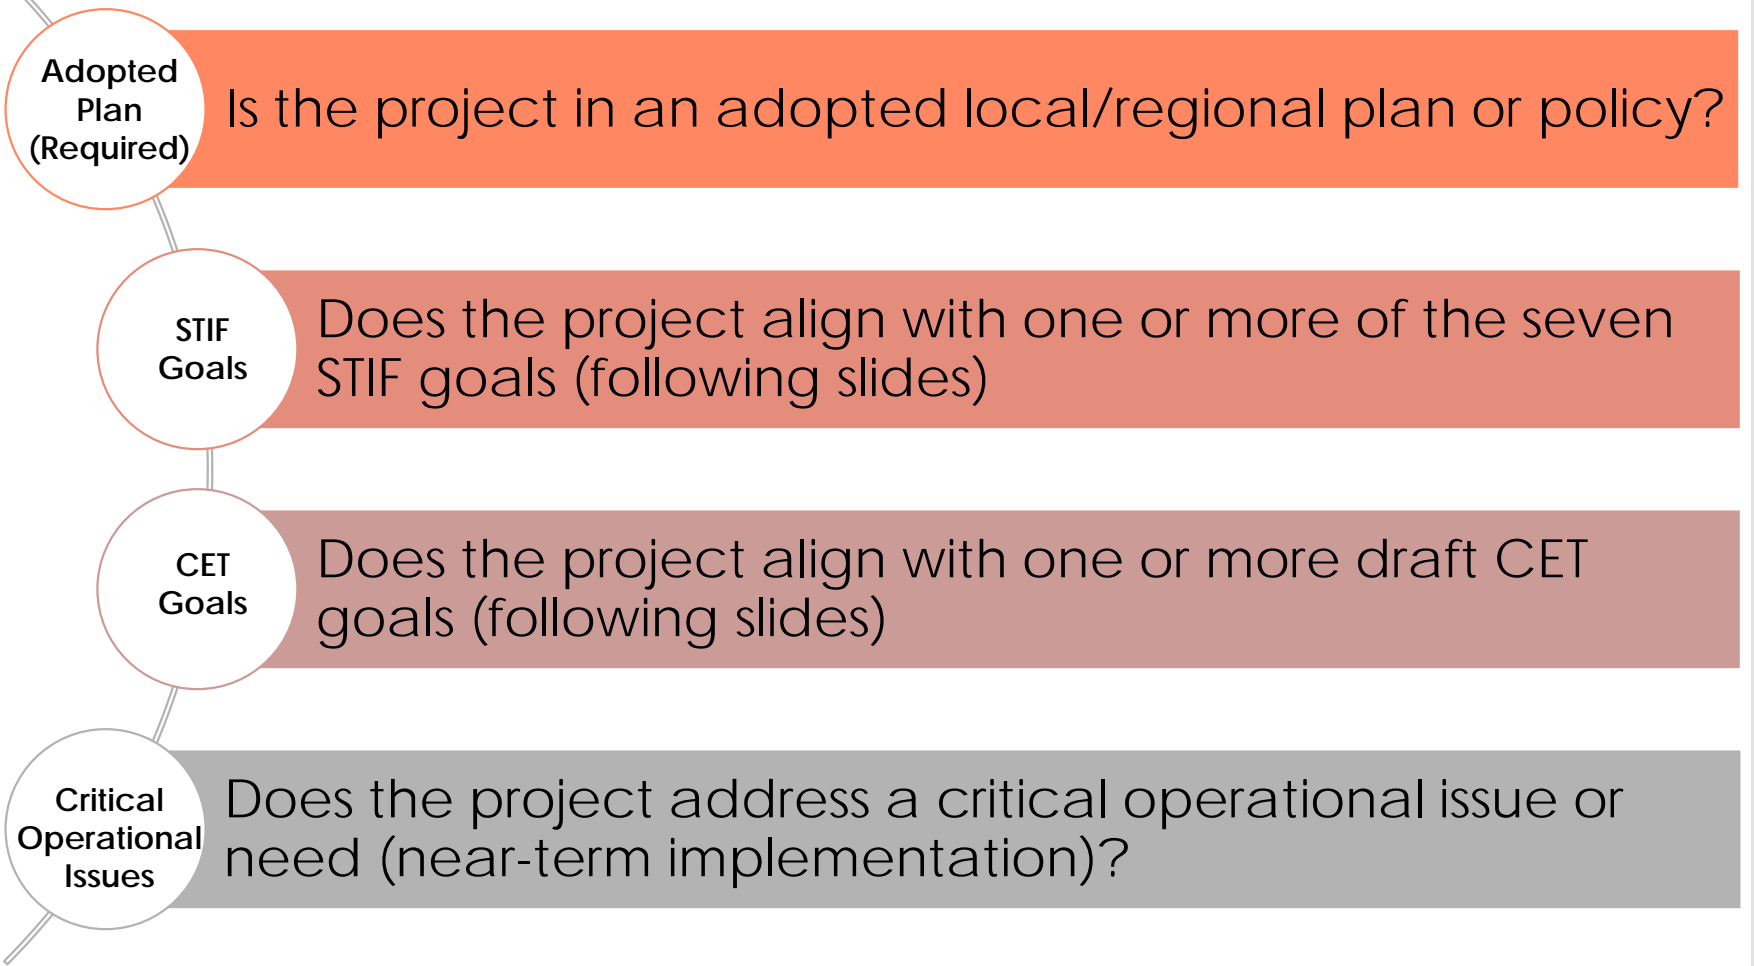 Adopted
Plan
(Required)
Is the project in an adopted local/regional plan or policy?
STIF
Goals
Does the project align with one or more of the seven
STIF goals (following slides)
CET
Goals
Does the project align with one or more draft CET
goals (following slides)
Critical
Operational
Issues
Does the project address a critical operational issue or
need (near-term implementation)?